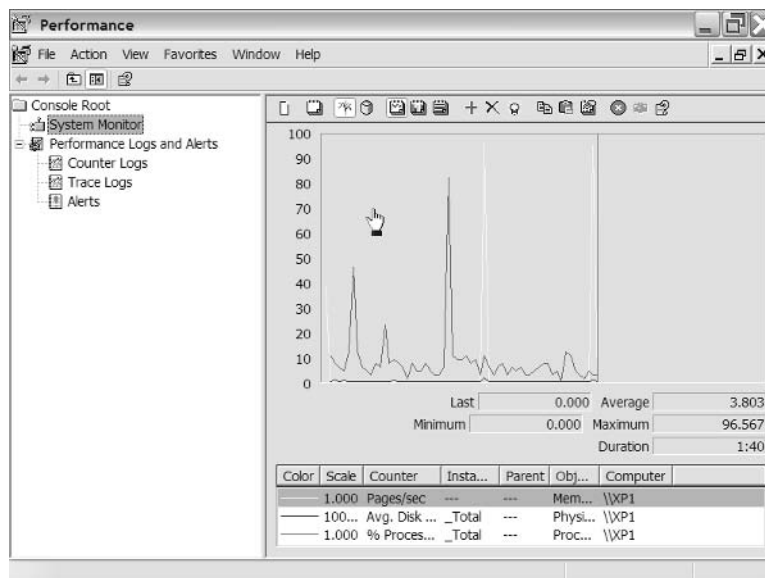 Performance
File Action View Favorites Window Help
Console Root
System Monitor
Performance Logs and Alerts
Counter Logs
Trace Logs
Alerts
100
90
80
70
60
50
40
30
20
10
0
Last 0.000 Average 3.803
Minimum 0.000 Maximum 96.567
Duration 1:40
Color Scale Counter Insta... Parent Obj... Computer
1.000 Pages/sec --- --- Mem... \\XP1
100... Avg. Disk ... _Total --- Physi... \\XP1
1.000 % Proces... _Total --- Proc... \\XP1